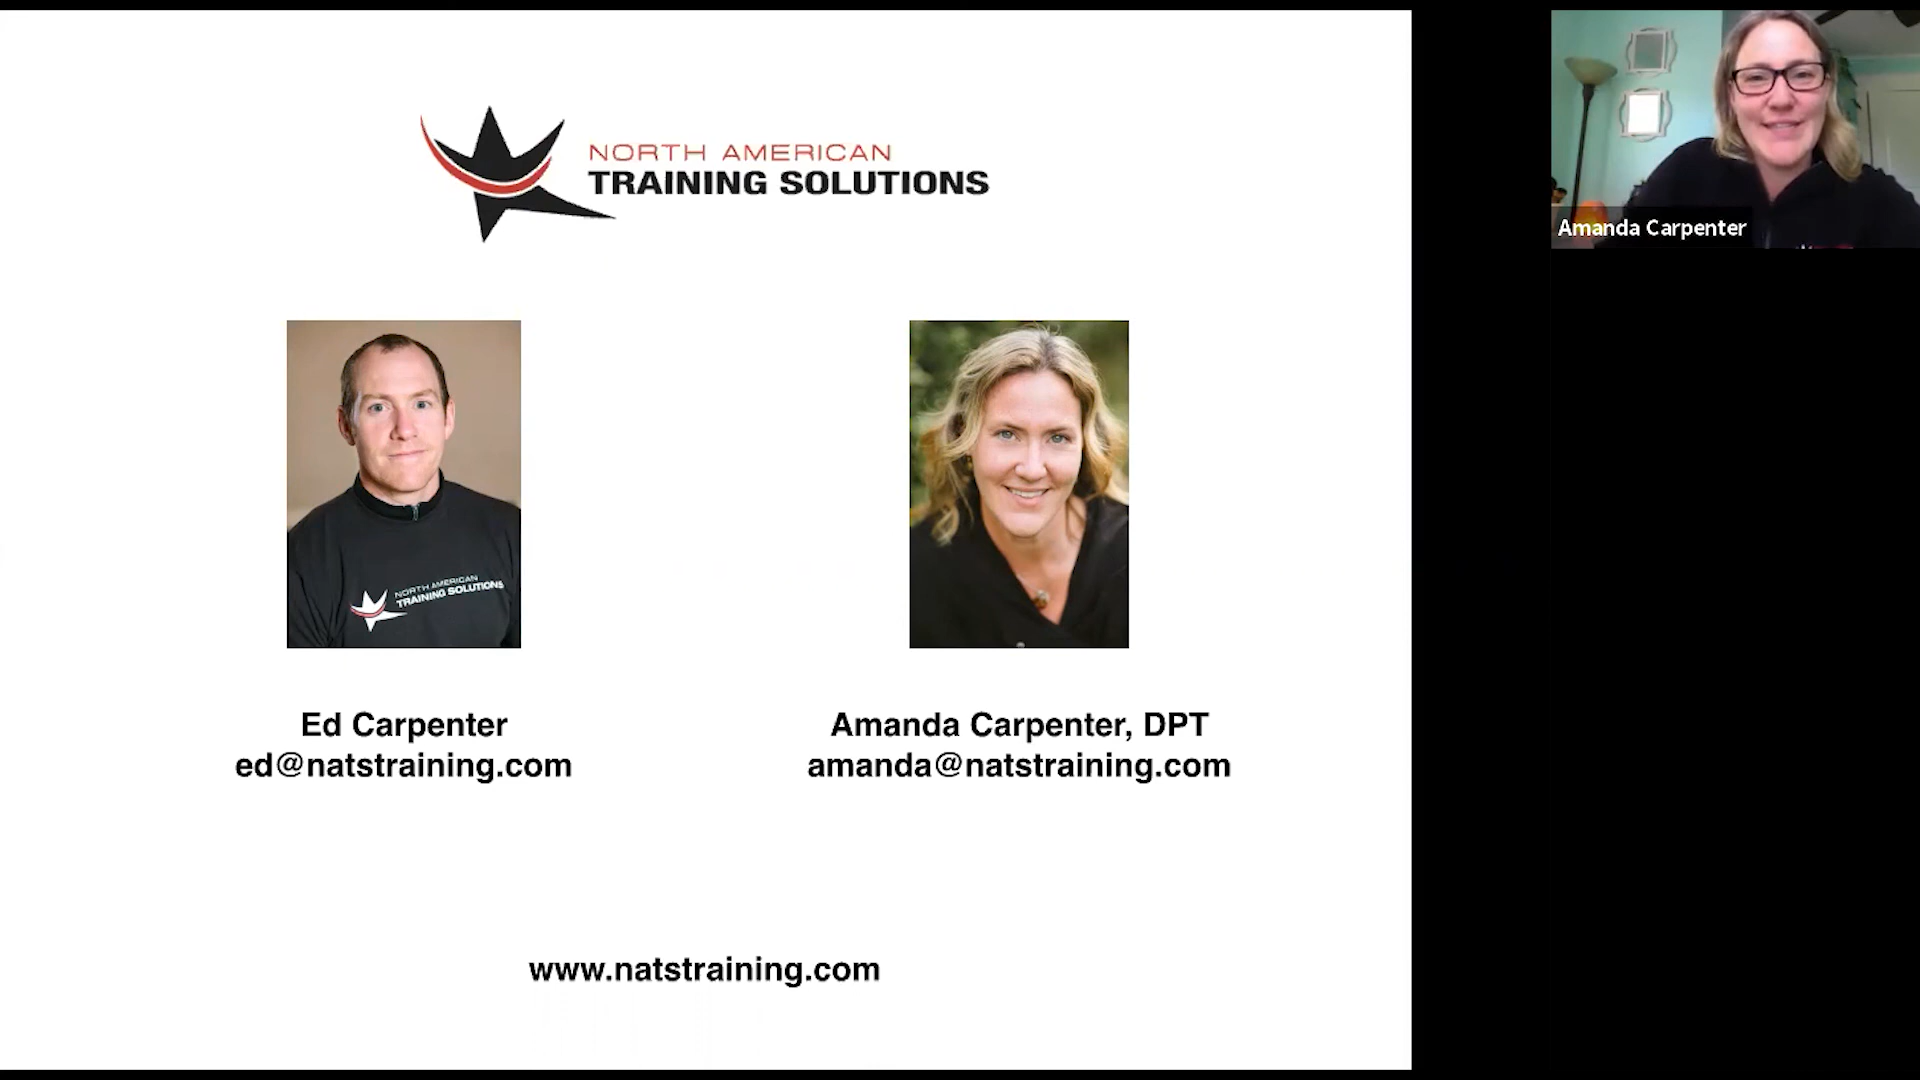 NORTH AMERICAN
TRAINING SOLUTIONS
Amanda Carpenter
NORTH AMERICAN
TRAINING SOLUTIONS
Ed Carpenter
ed@natstraining.com
Amanda Carpenter, DPT
amanda@natstraining.com
www.natstraining.com